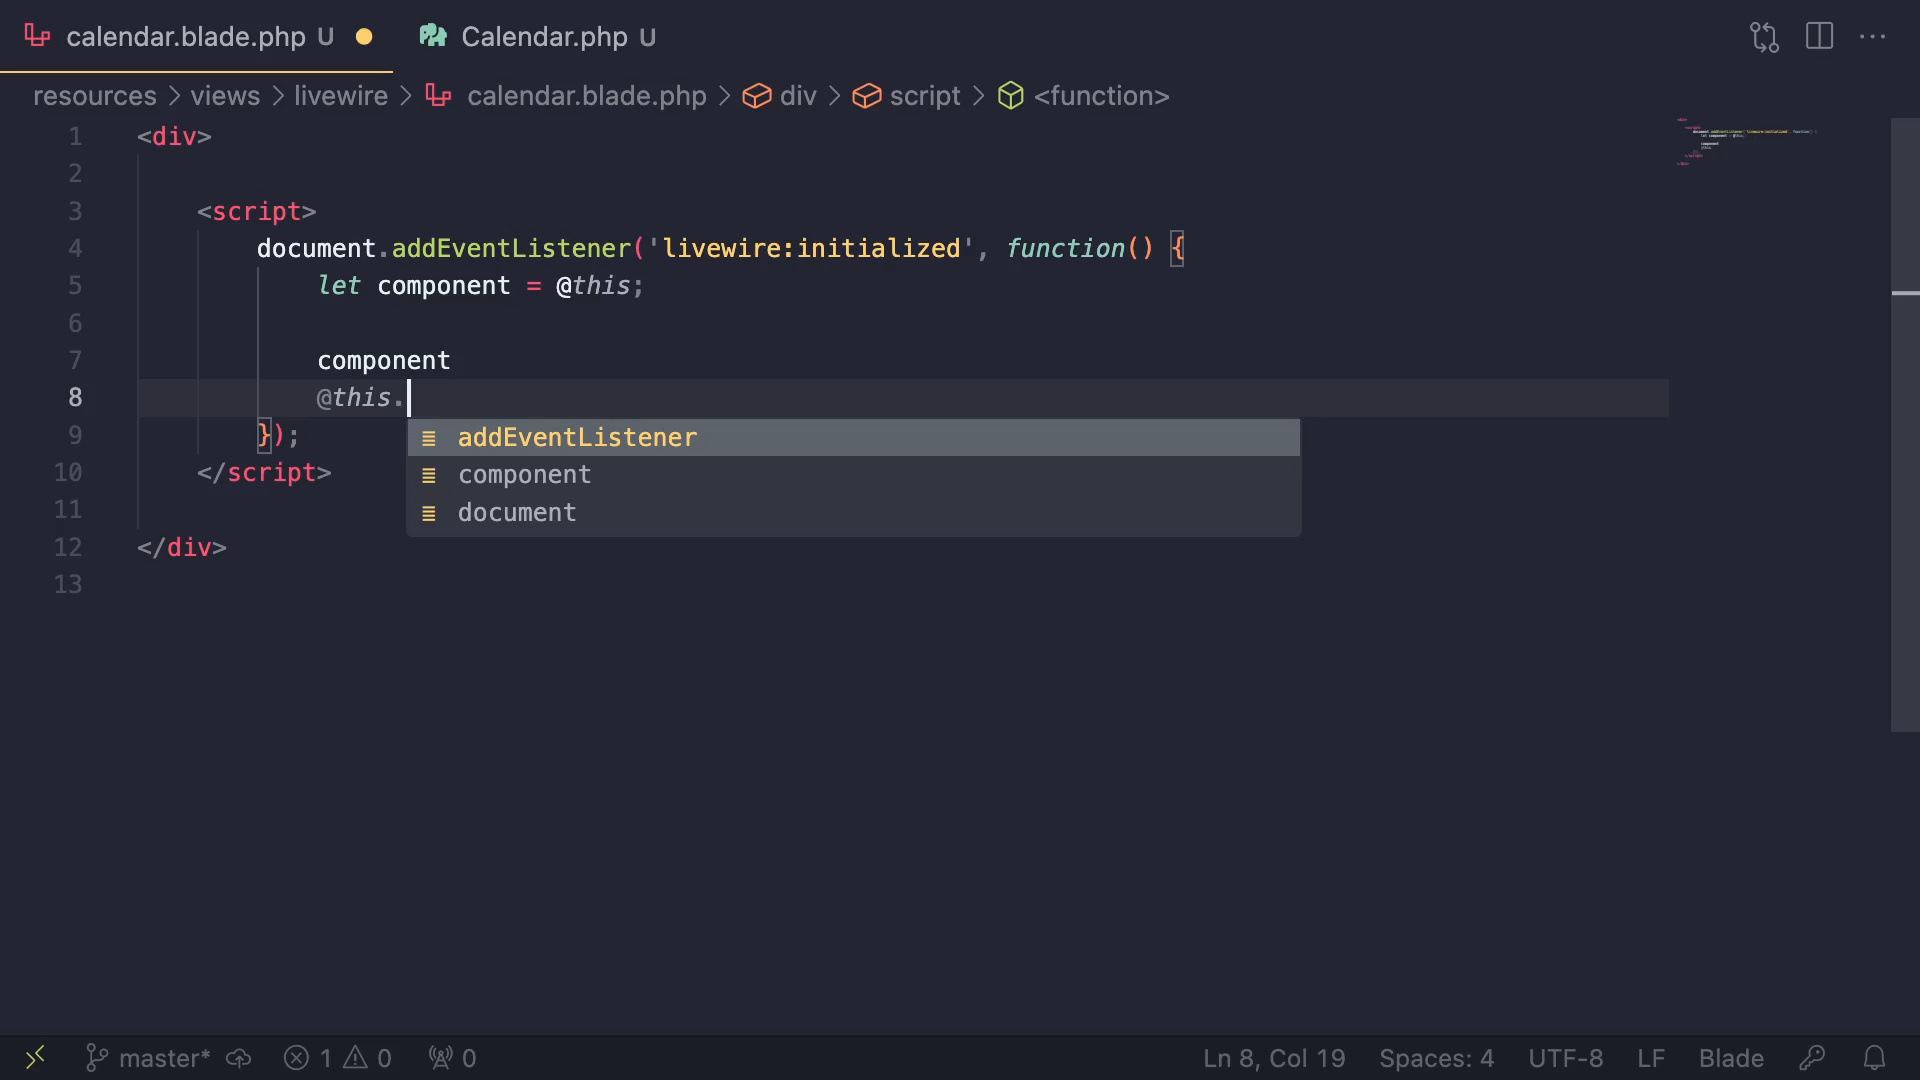 calendar.blade.php U
Calendar.php U
resources > views > livewire > calendar.blade.php > div > script > <function>
1 <div>
2
3 <script>
4 document.addEventListener('livewire:initialized', function() {
5 let component = @this;
6
7 component
8 @this.
9 });
10 </script>
11
12 </div>
13
addEventListener
component
document
master* 1 0 0 Ln 8, Col 19 Spaces: 4 UTF-8 LF Blade